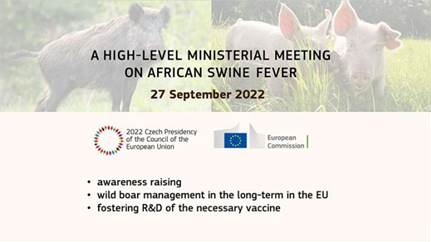 A HIGH-LEVEL MINISTERIAL MEETING
ON AFRICAN SWINE FEVER
27 September 2022
2022 Czech Presidency
of the Council of the
European Union
European
Commission
• awareness raising
• wild boar management in the long-term in the EU
• fostering R&D of the necessary vaccine